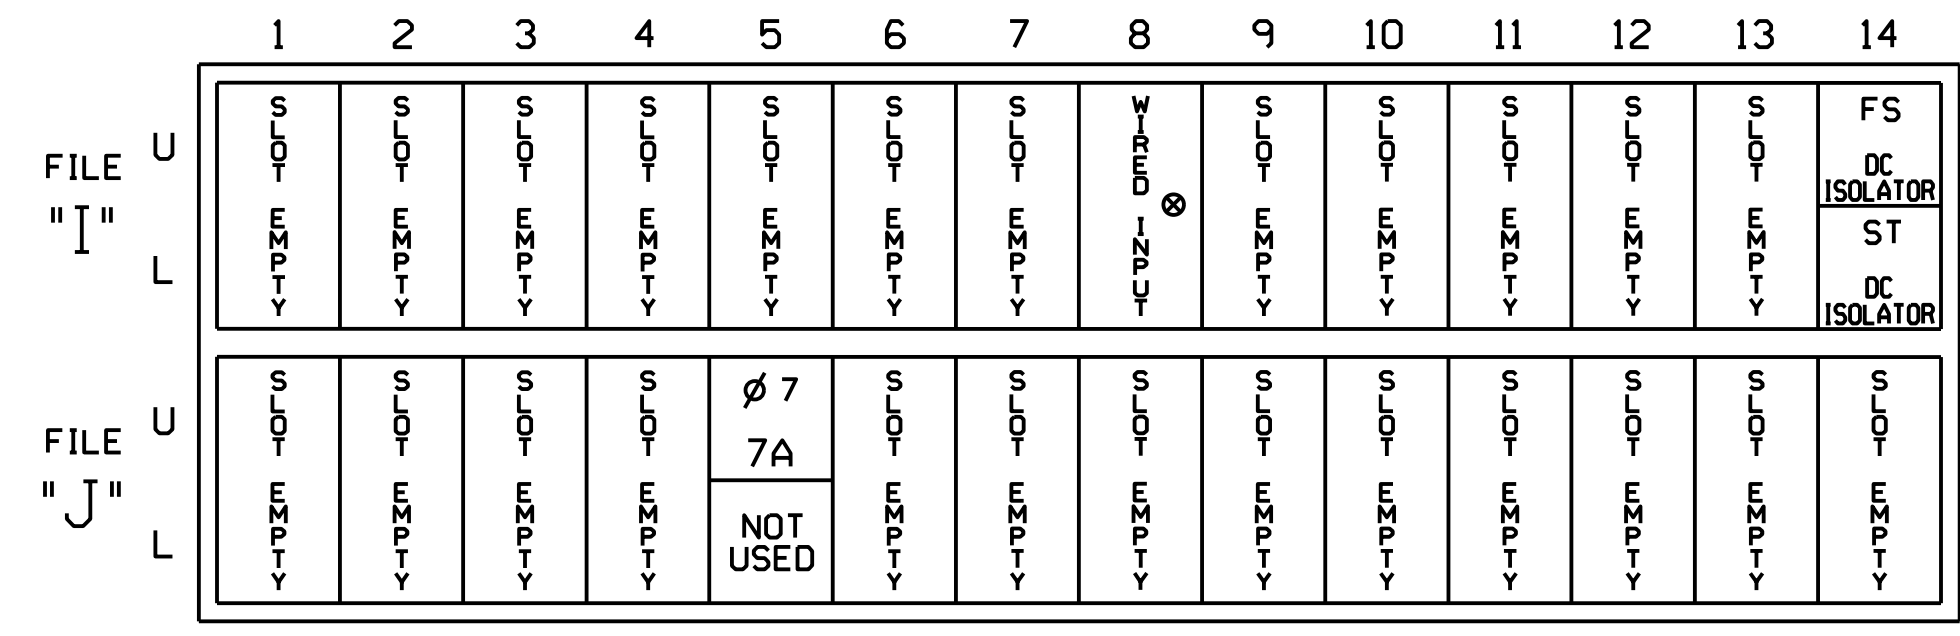 1 2 3 4 5 6 7 8 9 10 11 12 13 14
FILE
"I"
U
L
SLOT EMPTY
SLOT EMPTY
SLOT EMPTY
SLOT EMPTY
SLOT EMPTY
SLOT EMPTY
SLOT EMPTY
WIRED INPUT
⊗
SLOT EMPTY
SLOT EMPTY
SLOT EMPTY
SLOT EMPTY
SLOT EMPTY
FS
DC
ISOLATOR
ST
DC
ISOLATOR
FILE
"J"
U
L
SLOT EMPTY
SLOT EMPTY
SLOT EMPTY
SLOT EMPTY
ø 7
7A
NOT
USED
SLOT EMPTY
SLOT EMPTY
SLOT EMPTY
SLOT EMPTY
SLOT EMPTY
SLOT EMPTY
SLOT EMPTY
SLOT EMPTY
SLOT EMPTY